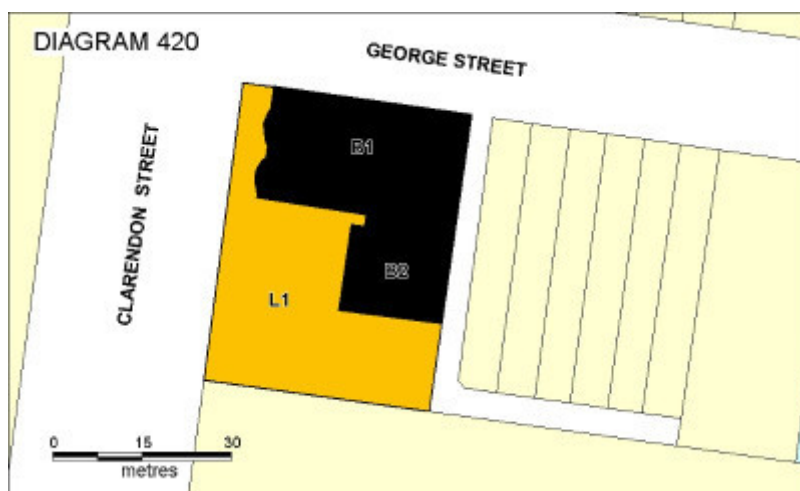 DIAGRAM 420
GEORGE STREET
CLARENDON STREET
B1
B2
L1
0 15 30
metres